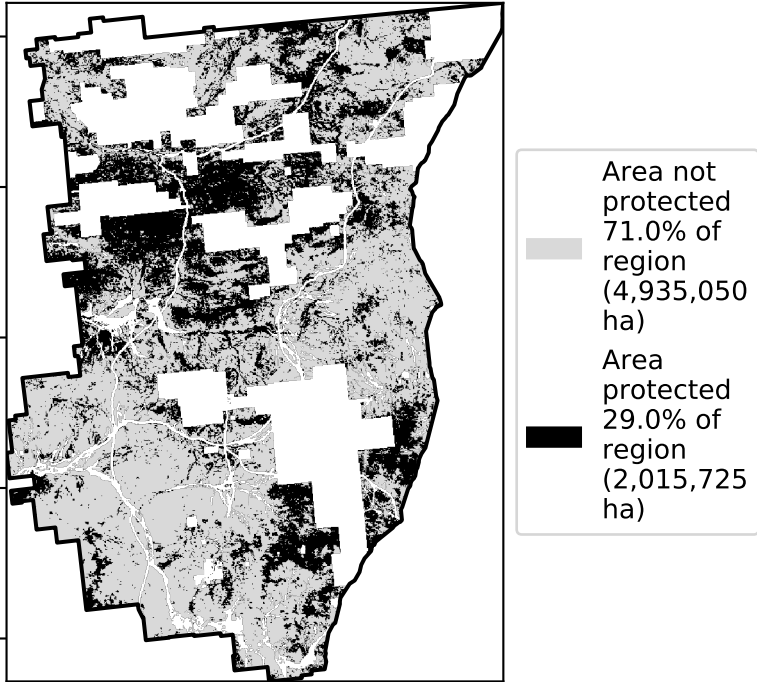 Area not
protected
71.0% of
region
(4,935,050
ha)
Area
protected
29.0% of
region
(2,015,725
ha)